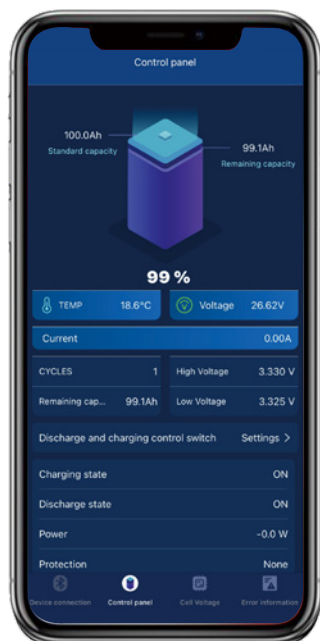 Control panel
100.0Ah
Standard capacity
99.1Ah
Remaining capacity
99 %
TEMP 18.6°C Voltage 26.62V
Current 0.00A
CYCLES 1 High Voltage 3.330 V
Remaining cap... 99.1Ah Low Voltage 3.325 V
Discharge and charging control switch Settings >
Charging state ON
Discharge state ON
Power -0.0 W
Protection None
Device connection Control panel Cell Voltage Error information